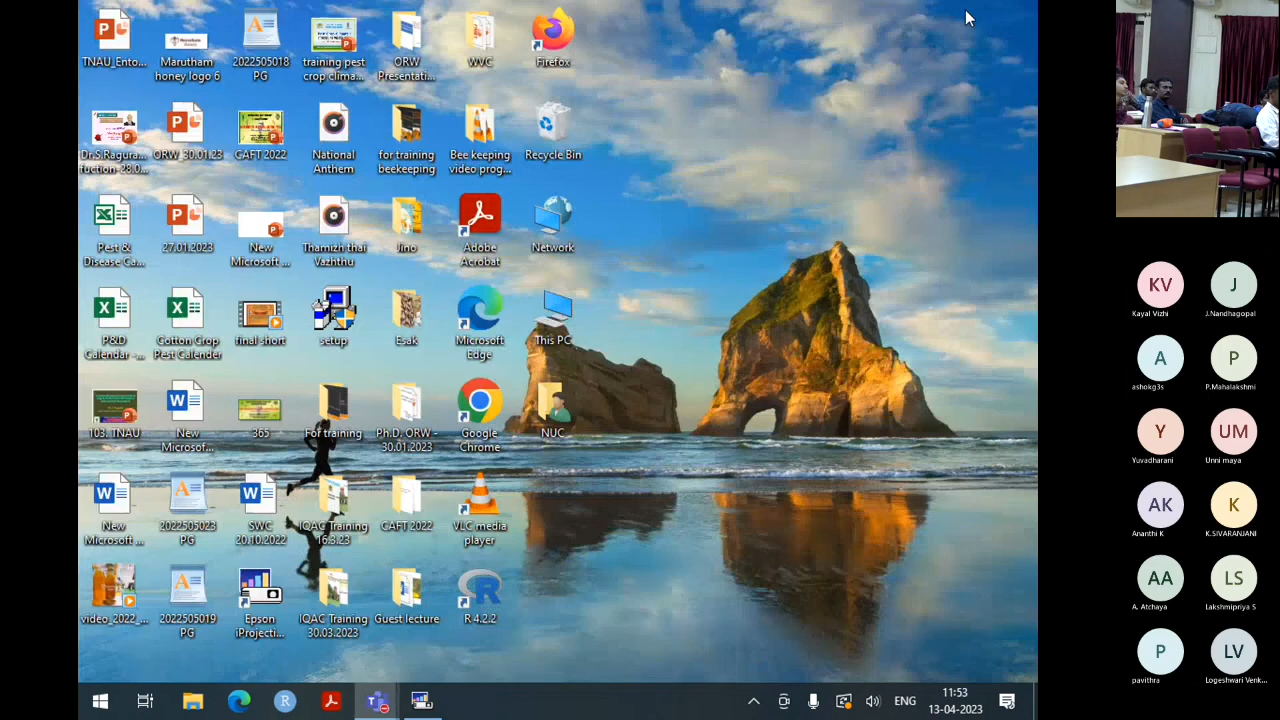 TNAU_Ento...
Marutham
honey logo 6
2022505018
PG
training pest
crop clima...
ORW
Presentati...
WVC
Firefox
Dr.S.Ragura...
fuction- 28.0...
ORW_30.01.23
CAFT 2022
National
Anthem
for training
beekeeping
Bee keeping
video prog...
Recycle Bin
Pest &
Disease Ca...
27.01.2023
New
Microsoft ...
Thamizh thai
Vazhthu
Jino
Adobe
Acrobat
Network
P&D
Calendar -...
Cotton Crop
Pest Calender
final short
setup
Esak
Microsoft
Edge
This PC
103. TNAU
New
Microsof...
365
For training
Ph.D. ORW -
30.01.2023
Google
Chrome
NUC
New
Microsoft ...
2022505023
PG
SWC
20.10.2022
IQAC Training
16.3.23
CAFT 2022
VLC media
player
video_2022_...
2022505019
PG
Epson
iProjecti...
IQAC Training
30.03.2023
Guest lecture
R 4.2.2
ENG
11:53
13-04-2023
KV
Kayal Vizhi
J
J.Nandhagopal
A
ashokg3s
P
P.Mahalakshmi
Y
Yuvadharani
UM
Unni maya
AK
Ananthi K
K
K.SIVARANJANI
AA
A. Atchaya
LS
Lakshmipriya S
P
pavithra
LV
Logeshwari Venk...